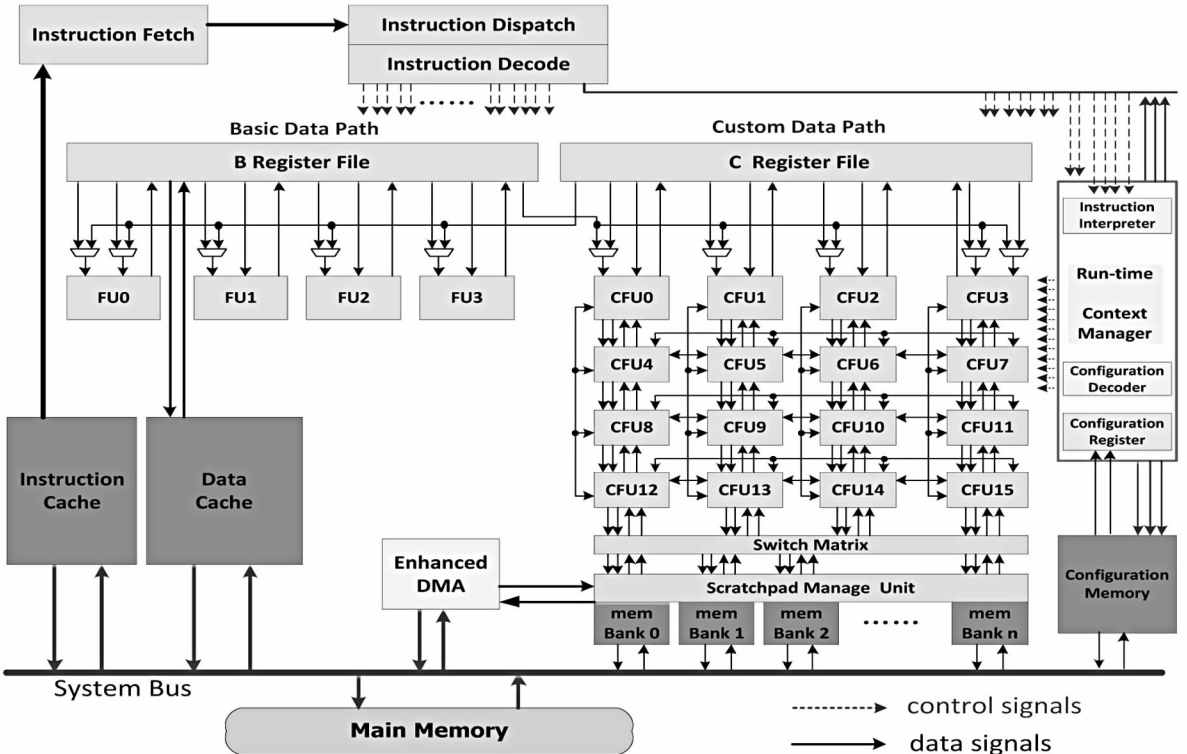 Instruction Fetch
Instruction Dispatch
Instruction Decode
Basic Data Path
Custom Data Path
B Register File
C Register File
Instruction
Interpreter
Run-time
Context
Manager
Configuration
Decoder
Configuration
Register
FU0
FU1
FU2
FU3
CFU0
CFU1
CFU2
CFU3
CFU4
CFU5
CFU6
CFU7
CFU8
CFU9
CFU10
CFU11
CFU12
CFU13
CFU14
CFU15
Instruction
Cache
Data
Cache
Enhanced
DMA
Switch Matrix
Scratchpad Manage Unit
mem
Bank 0
mem
Bank 1
mem
Bank 2
mem
Bank n
Configuration
Memory
System Bus
Main Memory
control signals
data signals